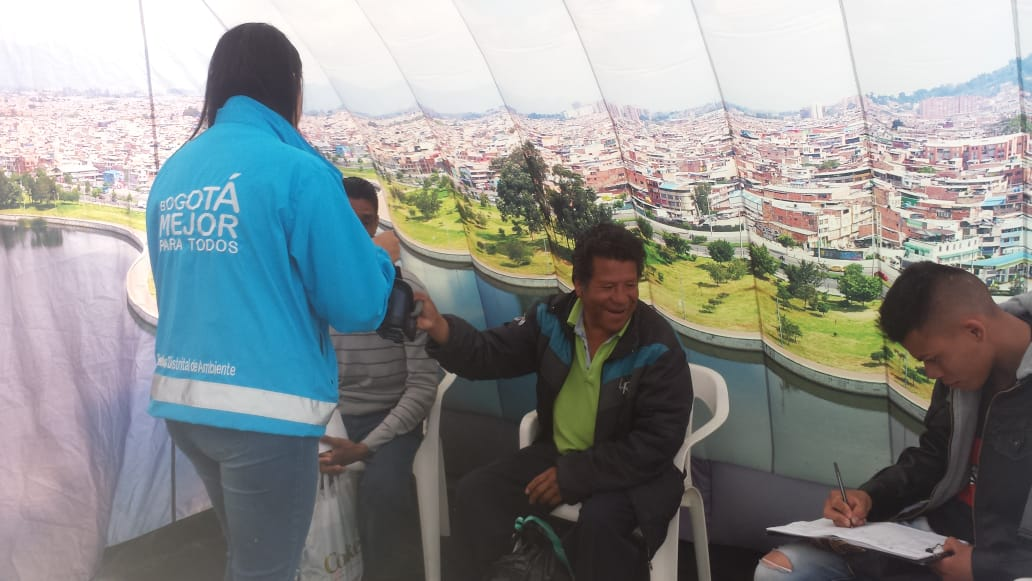 BOGOTÁ
MEJOR
PARA TODOS
Distrital de Ambiente